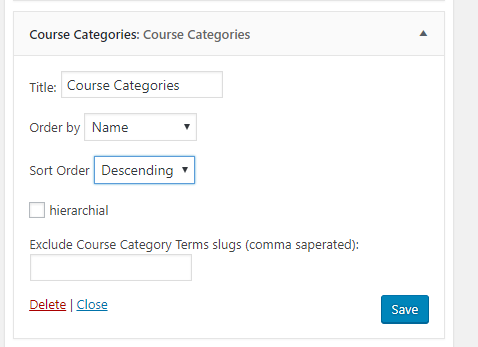 Course Categories: Course Categories
Title: Course Categories
Order by Name
Sort Order Descending
hierarchial
Exclude Course Category Terms slugs (comma saperated):
Delete | Close Save